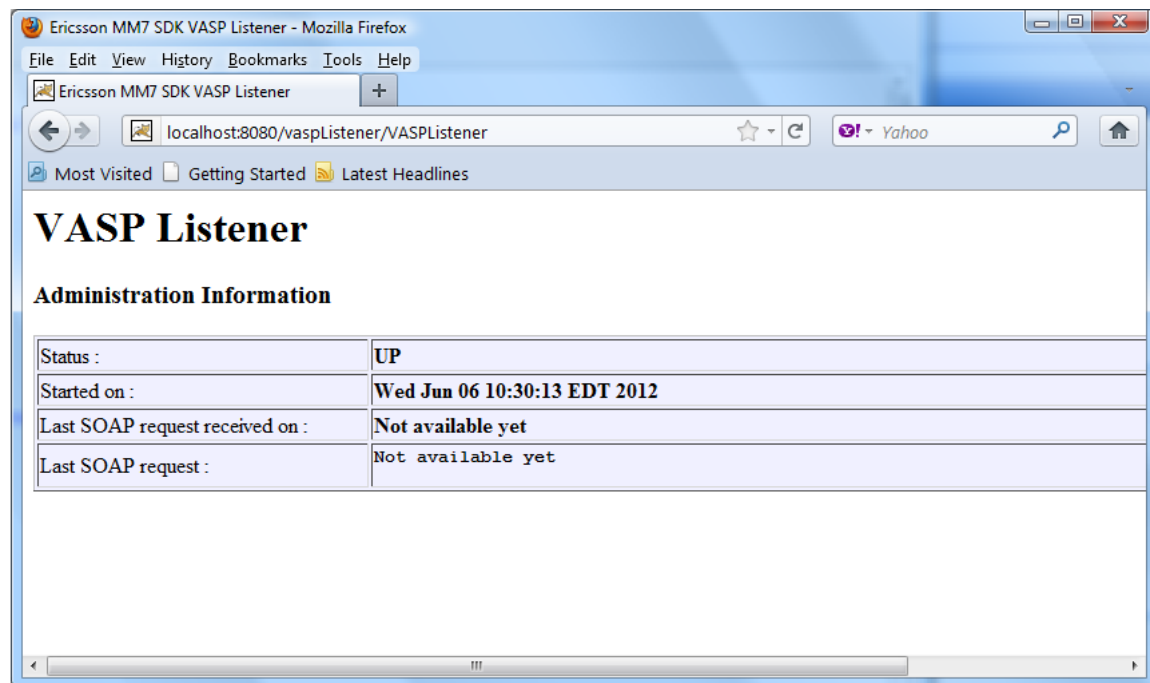 Ericsson MM7 SDK VASP Listener - Mozilla Firefox
File Edit View History Bookmarks Tools Help
Ericsson MM7 SDK VASP Listener +
localhost:8080/vaspListener/VASPListener Yahoo
Most Visited Getting Started Latest Headlines
VASP Listener
Administration Information
Status : UP
Started on : Wed Jun 06 10:30:13 EDT 2012
Last SOAP request received on : Not available yet
Last SOAP request : Not available yet